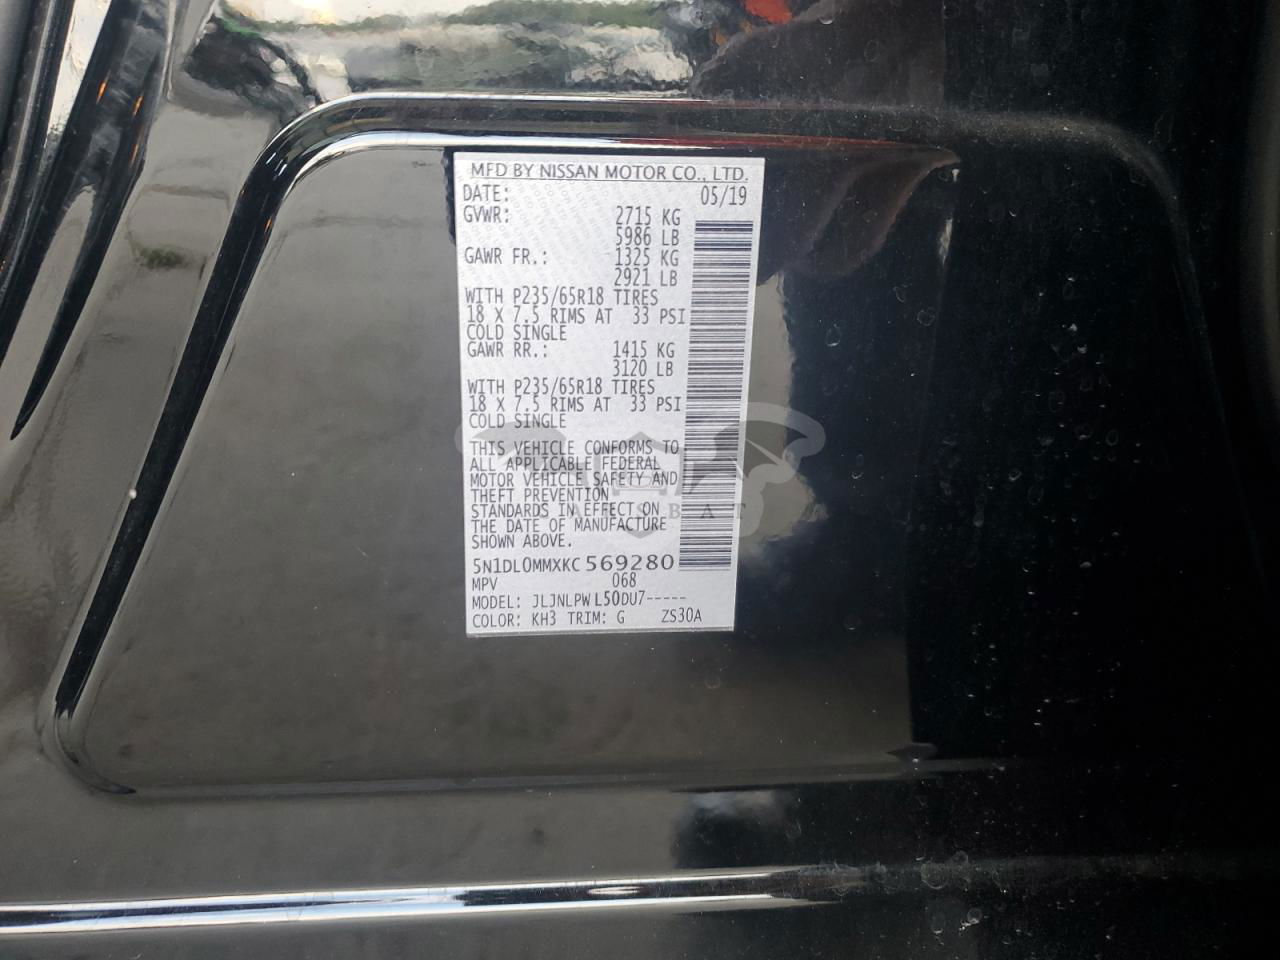 MFD BY NISSAN MOTOR CO., LTD.
DATE: 05/19
GVWR: 2715 KG
5986 LB
GAWR FR.: 1325 KG
2921 LB
WITH P235/65R18 TIRES
18 X 7.5 RIMS AT 33 PSI
COLD SINGLE
GAWR RR.: 1415 KG
3120 LB
WITH P235/65R18 TIRES
18 X 7.5 RIMS AT 33 PSI
COLD SINGLE
THIS VEHICLE CONFORMS TO
ALL APPLICABLE FEDERAL
MOTOR VEHICLE SAFETY AND
THEFT PREVENTION
STANDARDS IN EFFECT ON
THE DATE OF MANUFACTURE
SHOWN ABOVE.
5N1DL0MMXKC569280
MPV 068
MODEL: JLJNLPWL50DU7-----
COLOR: KH3 TRIM: G ZS30A